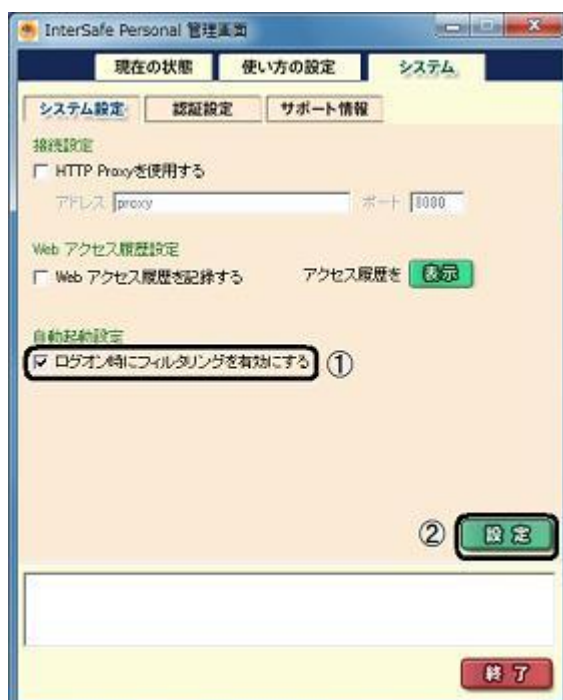 InterSafe Personal 管理画面
現在の状態 使い方の設定 システム
システム設定 認証設定 サポート情報
接続設定
HTTP Proxyを使用する
アドレス proxy ポート 8080
Web アクセス履歴設定
Web アクセス履歴を記録する アクセス履歴を 表示
自動起動設定
ログオン時にフィルタリングを有効にする ①
② 設定
終了